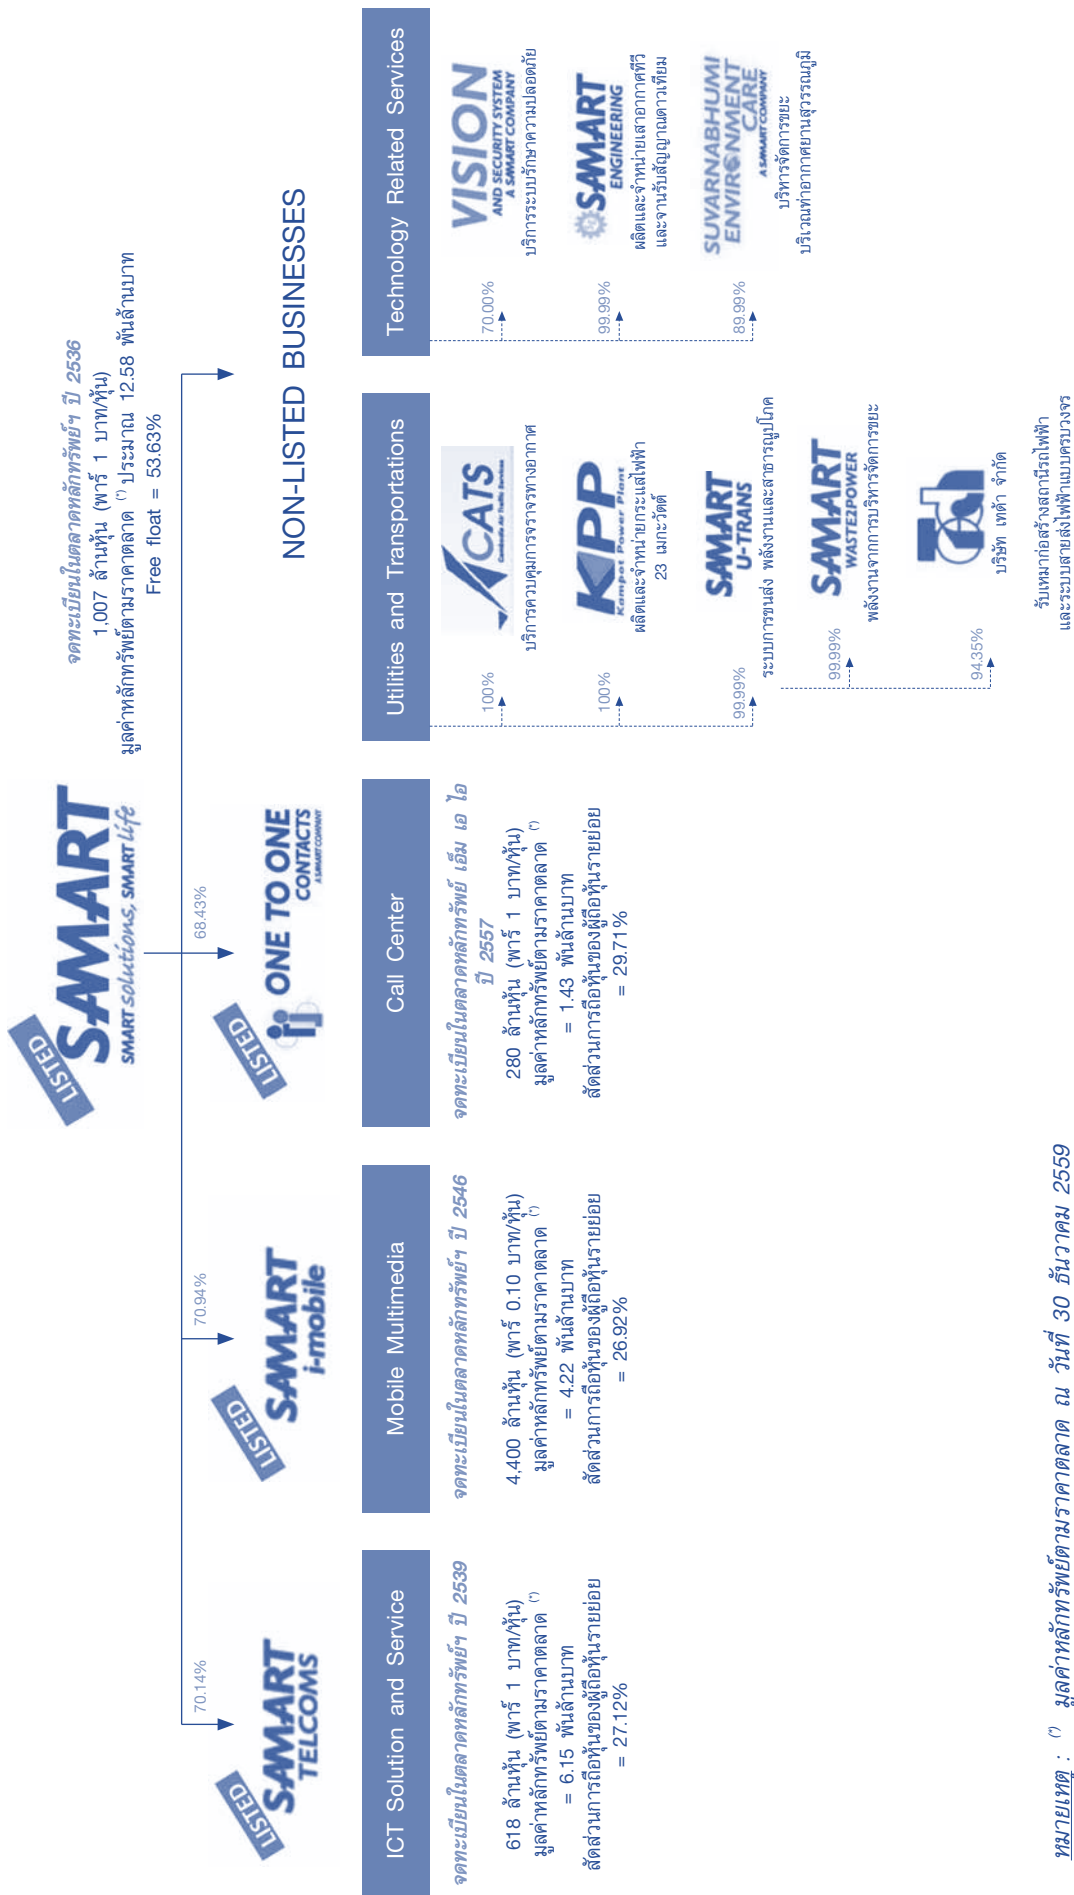 LISTED
SAMART
SMART solutions, SMART life
จดทะเบียนในตลาดหลักทรัพย์ฯ ปี 2536
1,007 ล้านหุ้น (พาร์ 1 บาท/หุ้น)
มูลค่าหลักทรัพย์ตามราคาตลาด (*) ประมาณ 12.58 พันล้านบาท
Free float = 53.63%
70.14%
70.94%
68.43%
LISTED
SAMART
TELCOMS
LISTED
SAMART
i-mobile
LISTED
ONE TO ONE
CONTACTS
A SAMART COMPANY
NON-LISTED BUSINESSES
ICT Solution and Service
จดทะเบียนในตลาดหลักทรัพย์ฯ ปี 2539
618 ล้านหุ้น (พาร์ 1 บาท/หุ้น)
มูลค่าหลักทรัพย์ตามราคาตลาด (*)
= 6.15 พันล้านบาท
สัดส่วนการถือหุ้นของผู้ถือหุ้นรายย่อย
= 27.12%
Mobile Multimedia
จดทะเบียนในตลาดหลักทรัพย์ฯ ปี 2546
4,400 ล้านหุ้น (พาร์ 0.10 บาท/หุ้น)
มูลค่าหลักทรัพย์ตามราคาตลาด (*)
= 4.22 พันล้านบาท
สัดส่วนการถือหุ้นของผู้ถือหุ้นรายย่อย
= 26.92%
Call Center
จดทะเบียนในตลาดหลักทรัพย์ เอ็ม เอ ไอ
ปี 2557
280 ล้านหุ้น (พาร์ 1 บาท/หุ้น)
มูลค่าหลักทรัพย์ตามราคาตลาด (*)
= 1.43 พันล้านบาท
สัดส่วนการถือหุ้นของผู้ถือหุ้นรายย่อย
= 29.71%
Utilities and Transportations
100%
CATS
Cambodia Air Traffic Services
บริการควบคุมการจราจรทางอากาศ
100%
KPP
Kampot Power Plant
ผลิตและจำหน่ายกระแสไฟฟ้า
23 เมกะวัตต์
99.99%
SAMART
U-TRANS
ระบบการขนส่ง พลังงานและสาธารณูปโภค
99.99%
SAMART
WASTE2POWER
พลังงานจากการบริหารจัดการขยะ
94.35%
บริษัท เทด้า จำกัด
รับเหมาก่อสร้างสถานีรถไฟฟ้า
และระบบสายส่งไฟฟ้าแบบครบวงจร
Technology Related Services
70.00%
VISION
AND SECURITY SYSTEM
A SAMART COMPANY
บริการระบบรักษาความปลอดภัย
99.99%
SAMART
ENGINEERING
ผลิตและจำหน่ายเสาอากาศทีวี
และจานรับสัญญาณดาวเทียม
89.99%
SUVARNABHUMI
ENVIRONMENT
CARE
A SAMART COMPANY
บริหารจัดการขยะ
บริเวณท่าอากาศยานสุวรรณภูมิ
หมายเหตุ : (*) มูลค่าหลักทรัพย์ตามราคาตลาด ณ วันที่ 30 ธันวาคม 2559